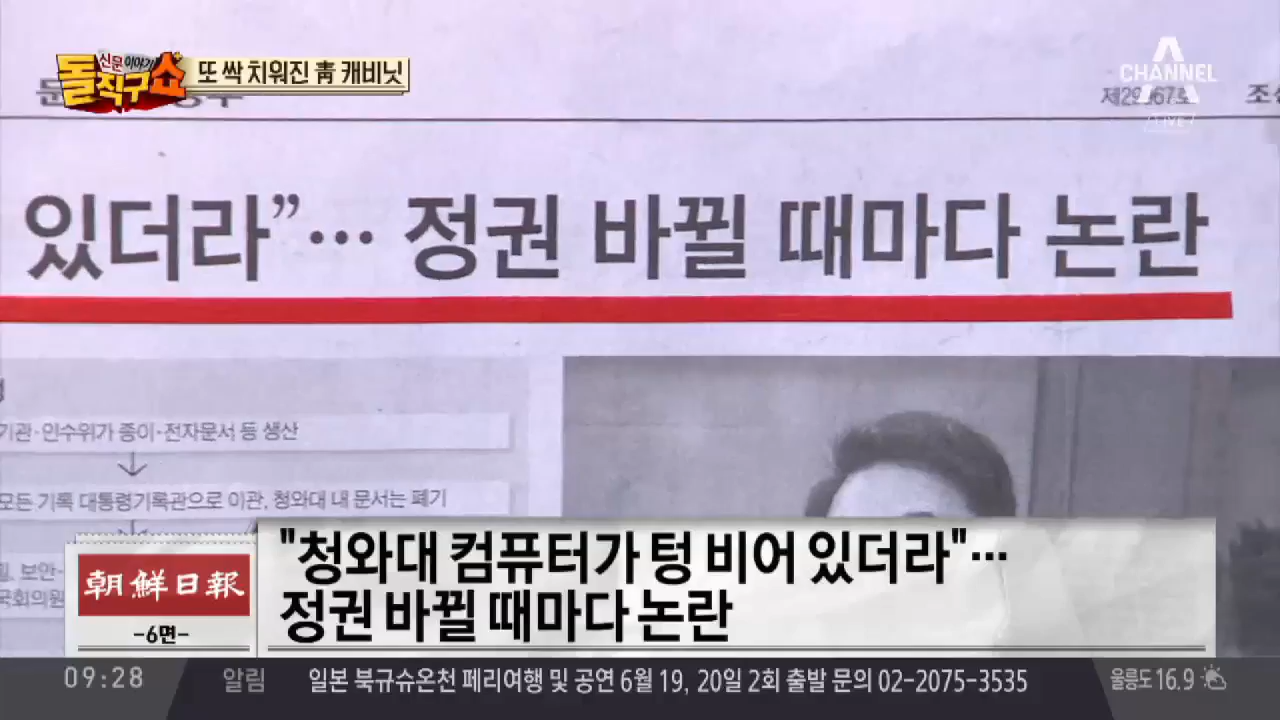 신문이야기
돌직구쇼
또 싹 치워진 靑 캐비닛
CHANNEL A
LIVE
있더라”… 정권 바뀔 때마다 논란
기관·인수위가 종이·전자문서 등 생산
모든 기록 대통령기록관으로 이관, 청와대 내 문서는 폐기
보안
국회의원
朝鮮日報
-6면-
"청와대 컴퓨터가 텅 비어 있더라"…
정권 바뀔 때마다 논란
09:28 알림 일본 북규슈온천 페리여행 및 공연 6월 19, 20일 2회 출발 문의 02-2075-3535 울릉도 16.9